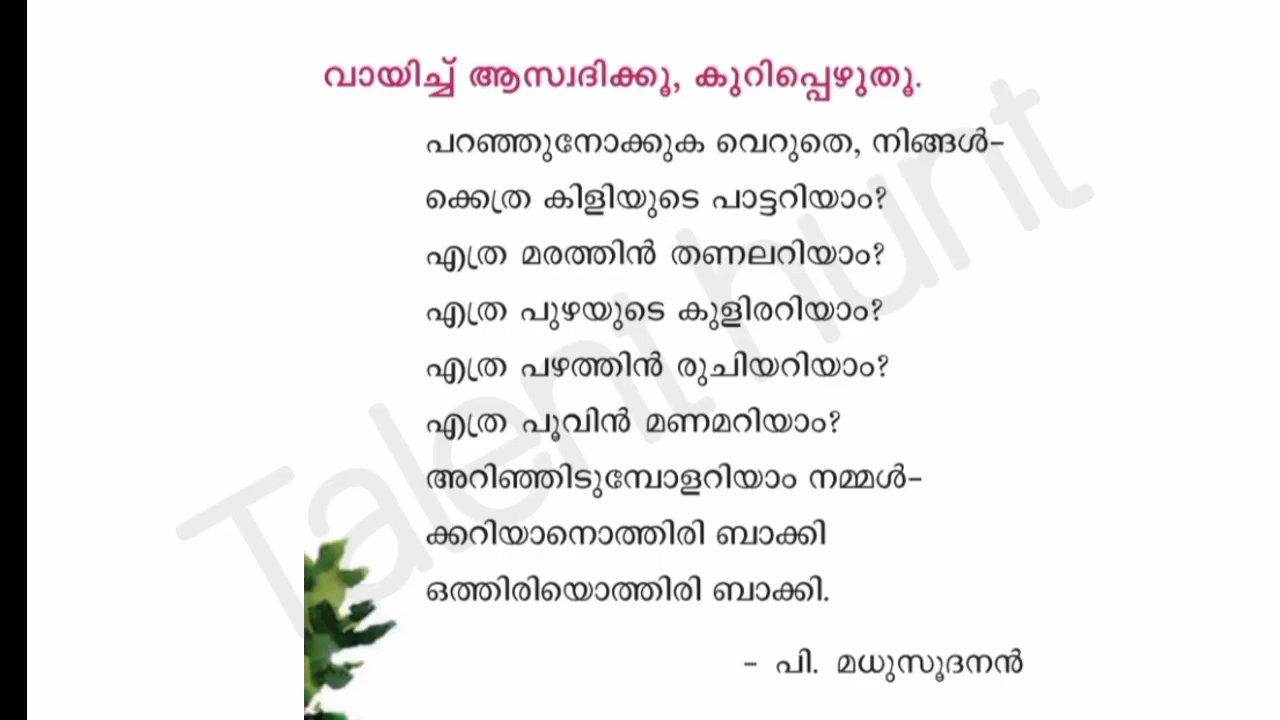 വായിച്ച് ആസ്വദിക്കൂ, കുറിപ്പെഴുതൂ.
പറഞ്ഞുനോക്കുക വെറുതെ, നിങ്ങൾ-
ക്കെത്ര കിളിയുടെ പാട്ടറിയാം?
എത്ര മരത്തിൻ തണലറിയാം?
എത്ര പുഴയുടെ കുളിരറിയാം?
എത്ര പഴത്തിൻ രുചിയറിയാം?
എത്ര പൂവിൻ മണമറിയാം?
അറിഞ്ഞിടുമ്പോളറിയാം നമ്മൾ-
ക്കറിയാനൊത്തിരി ബാക്കി
ഒത്തിരിയൊത്തിരി ബാക്കി.
- പി. മധുസൂദനൻ
Talent hunt